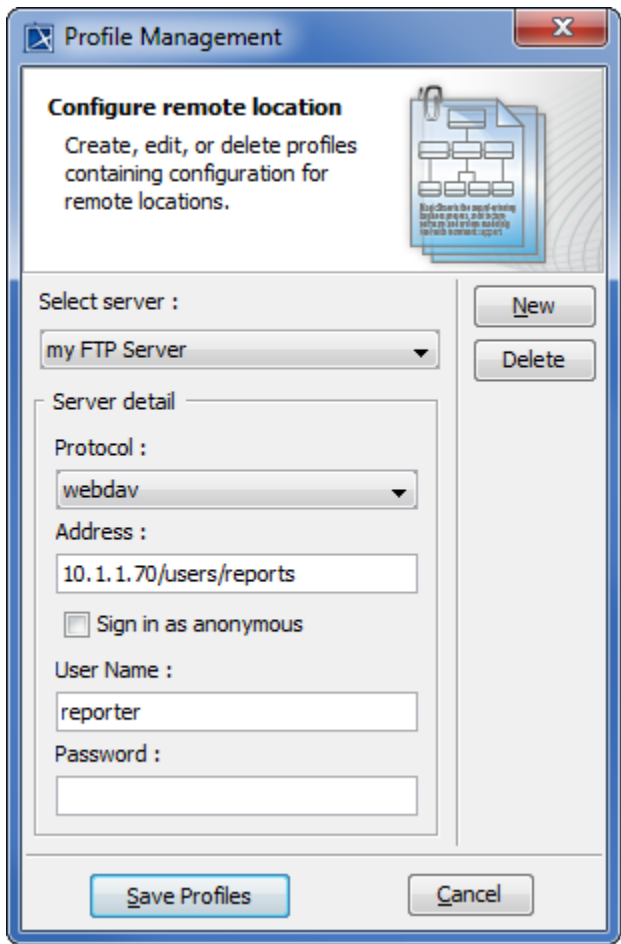 Profile Management
Configure remote location
Create, edit, or delete profiles
containing configuration for
remote locations.
Select server :
my FTP Server
New
Delete
Server detail
Protocol :
webdav
Address :
10.1.1.70/users/reports
Sign in as anonymous
User Name :
reporter
Password :
Save Profiles
Cancel